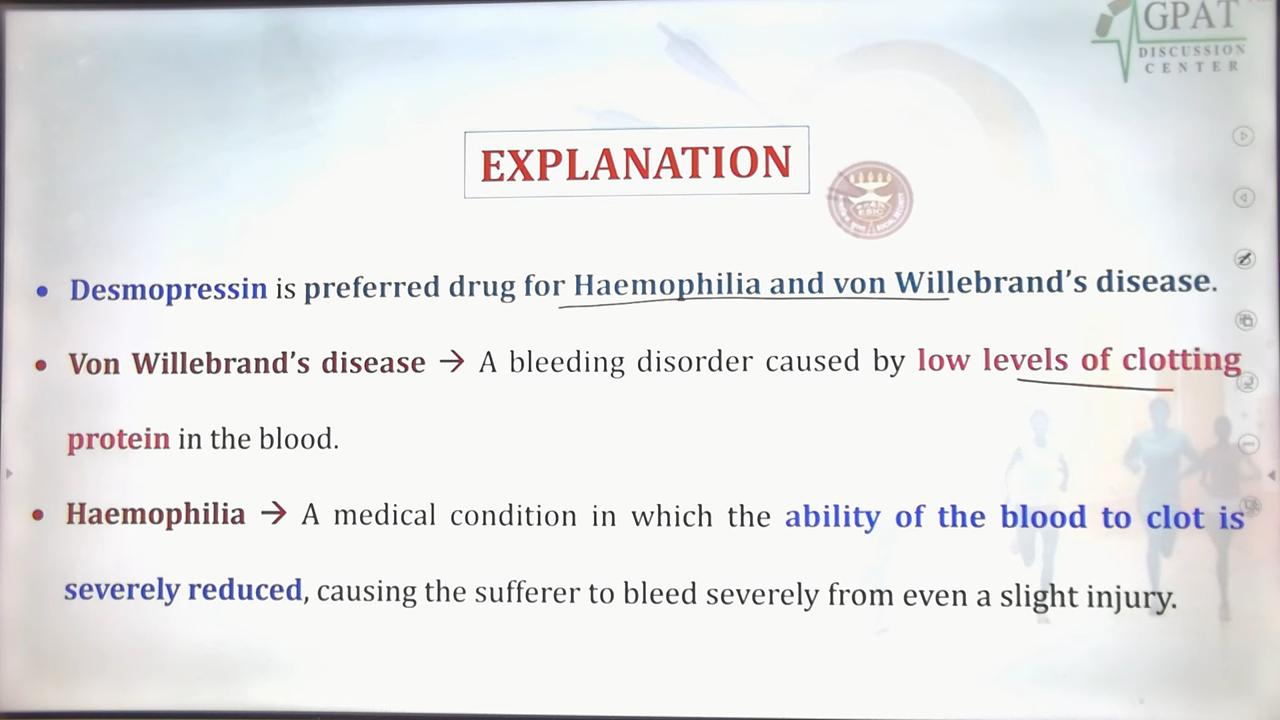 GPAT
DISCUSSION
CENTER
EXPLANATION
ESIC
• Desmopressin is preferred drug for Haemophilia and von Willebrand's disease.
• Von Willebrand's disease → A bleeding disorder caused by low levels of clotting
protein in the blood.
• Haemophilia → A medical condition in which the ability of the blood to clot is
severely reduced, causing the sufferer to bleed severely from even a slight injury.